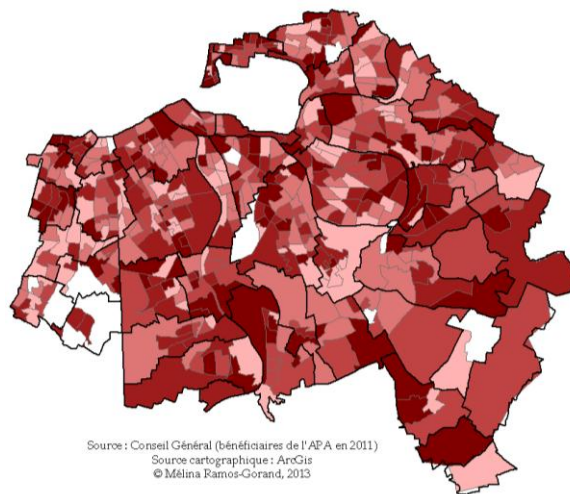 Source : Conseil Général (bénéficiaires de l'APA en 2011)
Source cartographique : ArcGis
© Mélina Ramos-Gorand, 2013